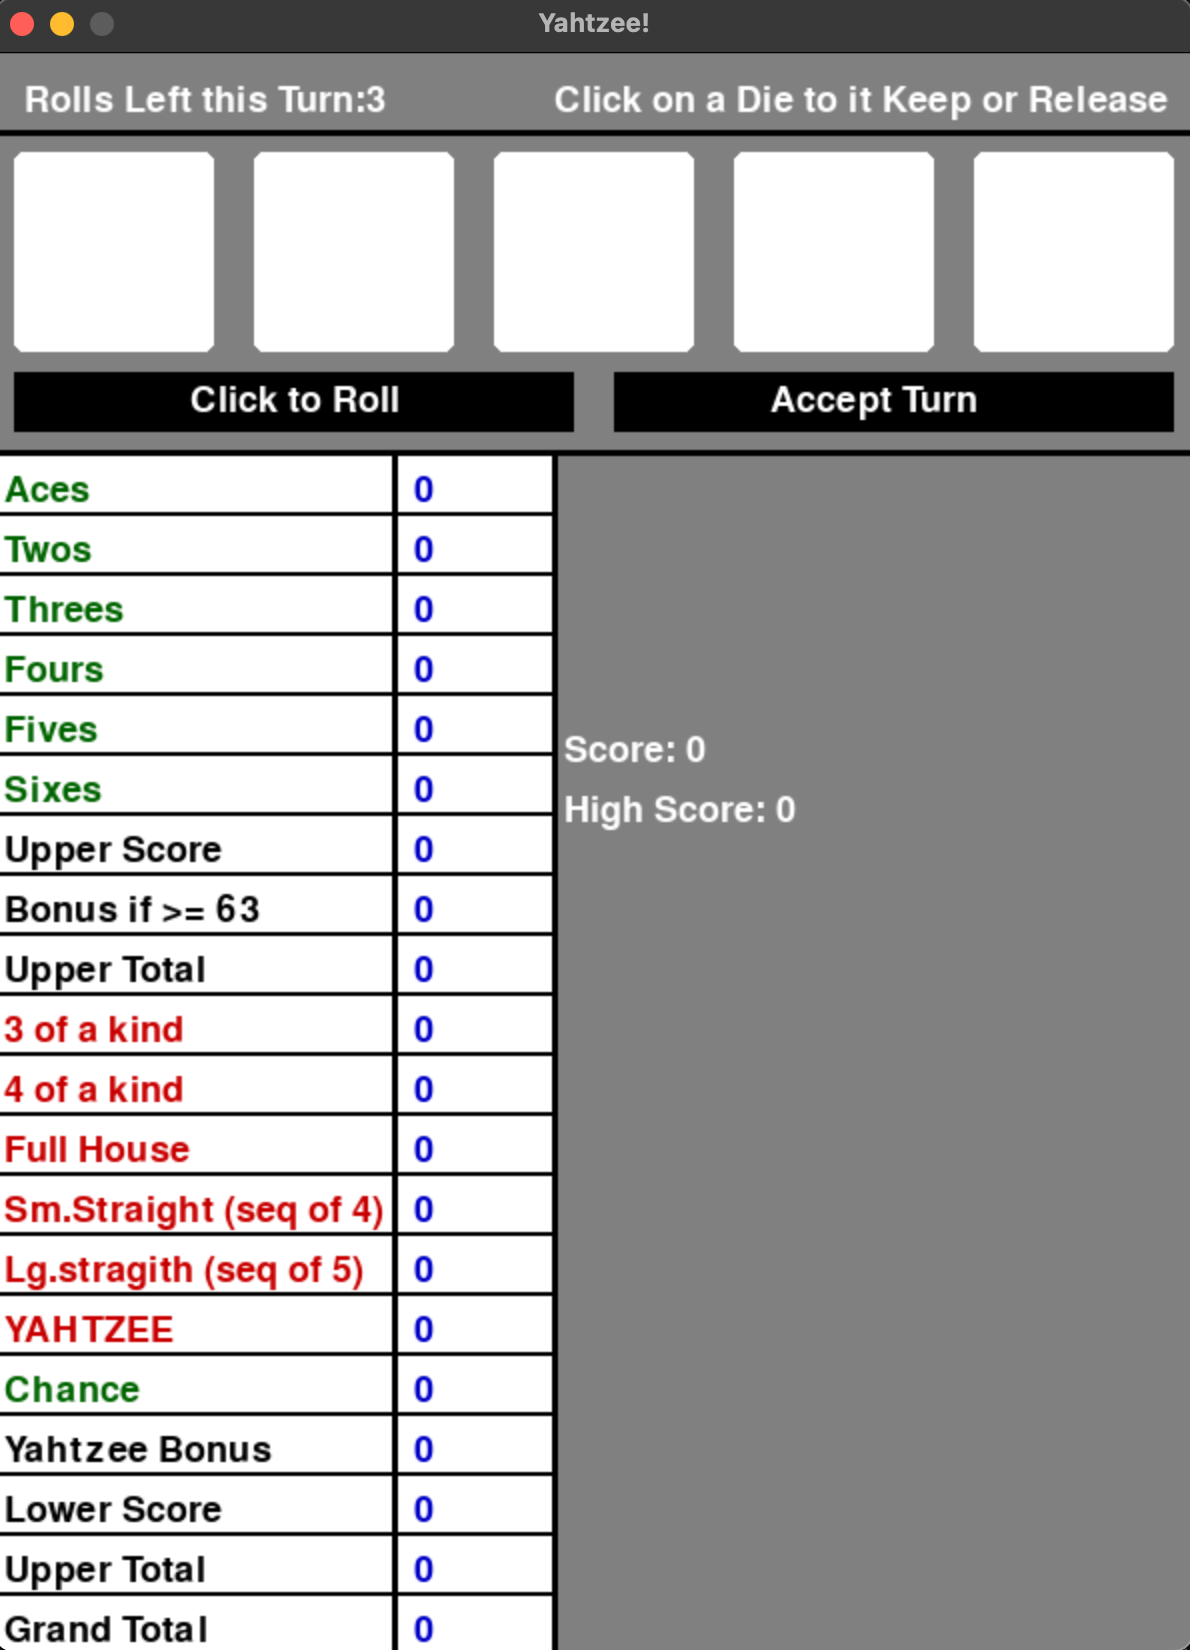 Yahtzee!
Rolls Left this Turn:3 Click on a Die to it Keep or Release
Click to Roll Accept Turn
Aces 0
Twos 0
Threes 0
Fours 0
Fives 0
Sixes 0
Upper Score 0
Bonus if >= 63 0
Upper Total 0
3 of a kind 0
4 of a kind 0
Full House 0
Sm.Straight (seq of 4) 0
Lg.stragith (seq of 5) 0
YAHTZEE 0
Chance 0
Yahtzee Bonus 0
Lower Score 0
Upper Total 0
Grand Total 0
Score: 0
High Score: 0